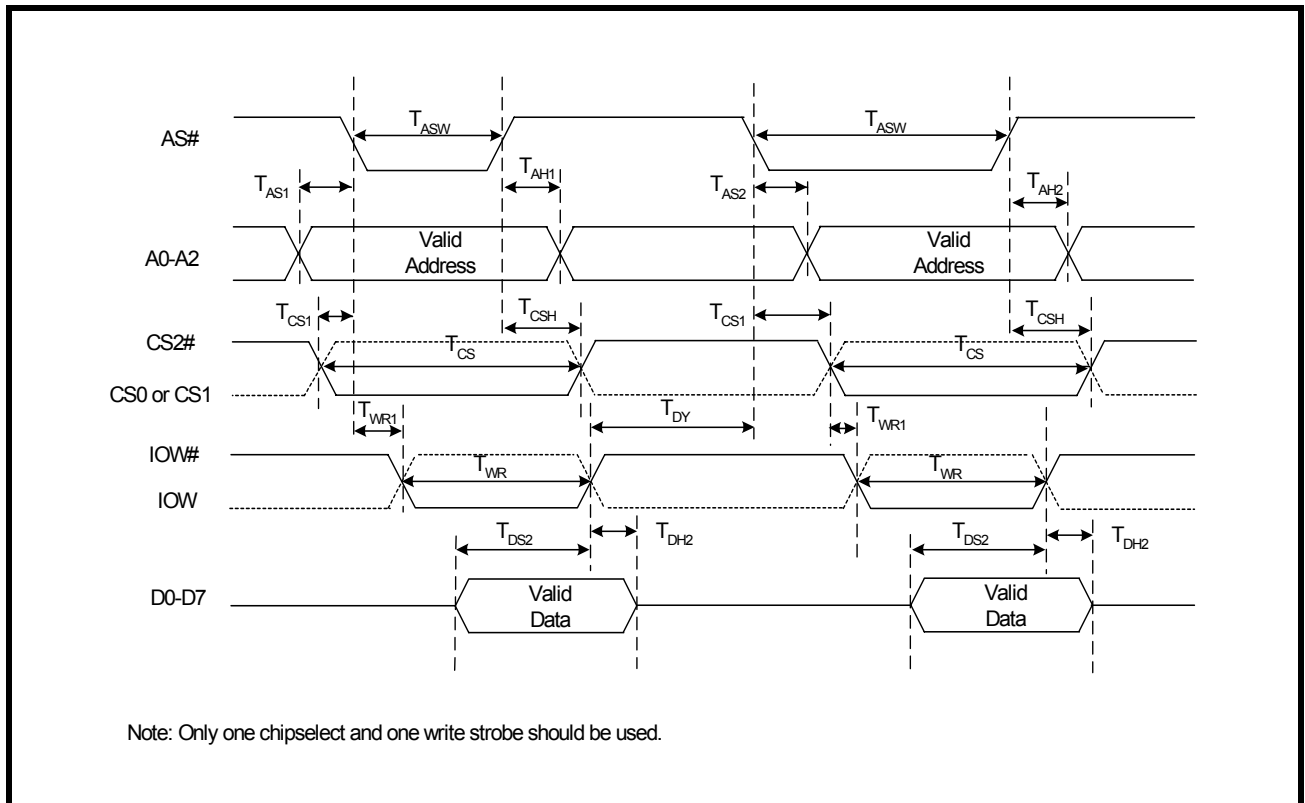 AS#
T_ASW
T_ASW
T_AS1
T_AH1
T_AS2
T_AH2
A0-A2
Valid
Address
Valid
Address
T_CS1
T_CSH
T_CS1
T_CSH
CS2#
T_CS
T_CS
CS0 or CS1
T_WR1
T_DY
T_WR1
IOW#
T_WR
T_WR
IOW
T_DS2
T_DH2
T_DS2
T_DH2
D0-D7
Valid
Data
Valid
Data
Note: Only one chipselect and one write strobe should be used.